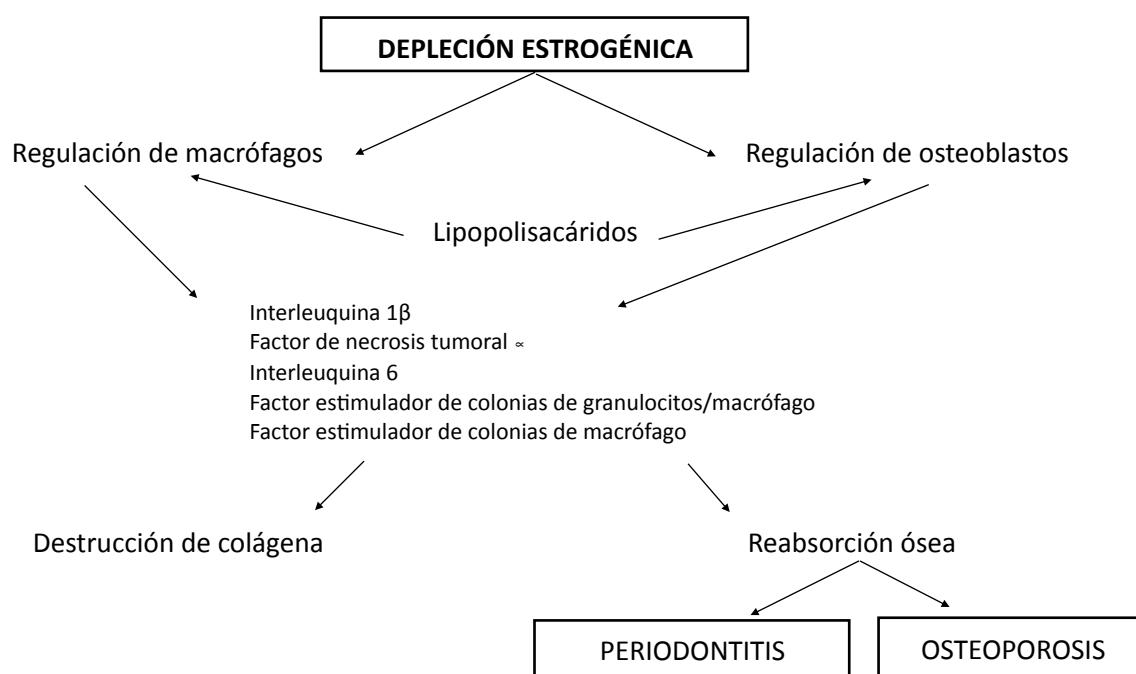 DEPLECIÓN ESTROGÉNICA
Regulación de macrófagos
Regulación de osteoblastos
Lipopolisacáridos
Interleuquina 1β
Factor de necrosis tumoral ∝
Interleuquina 6
Factor estimulador de colonias de granulocitos/macrófago
Factor estimulador de colonias de macrófago
Destrucción de colágena
Reabsorción ósea
PERIODONTITIS
OSTEOPOROSIS